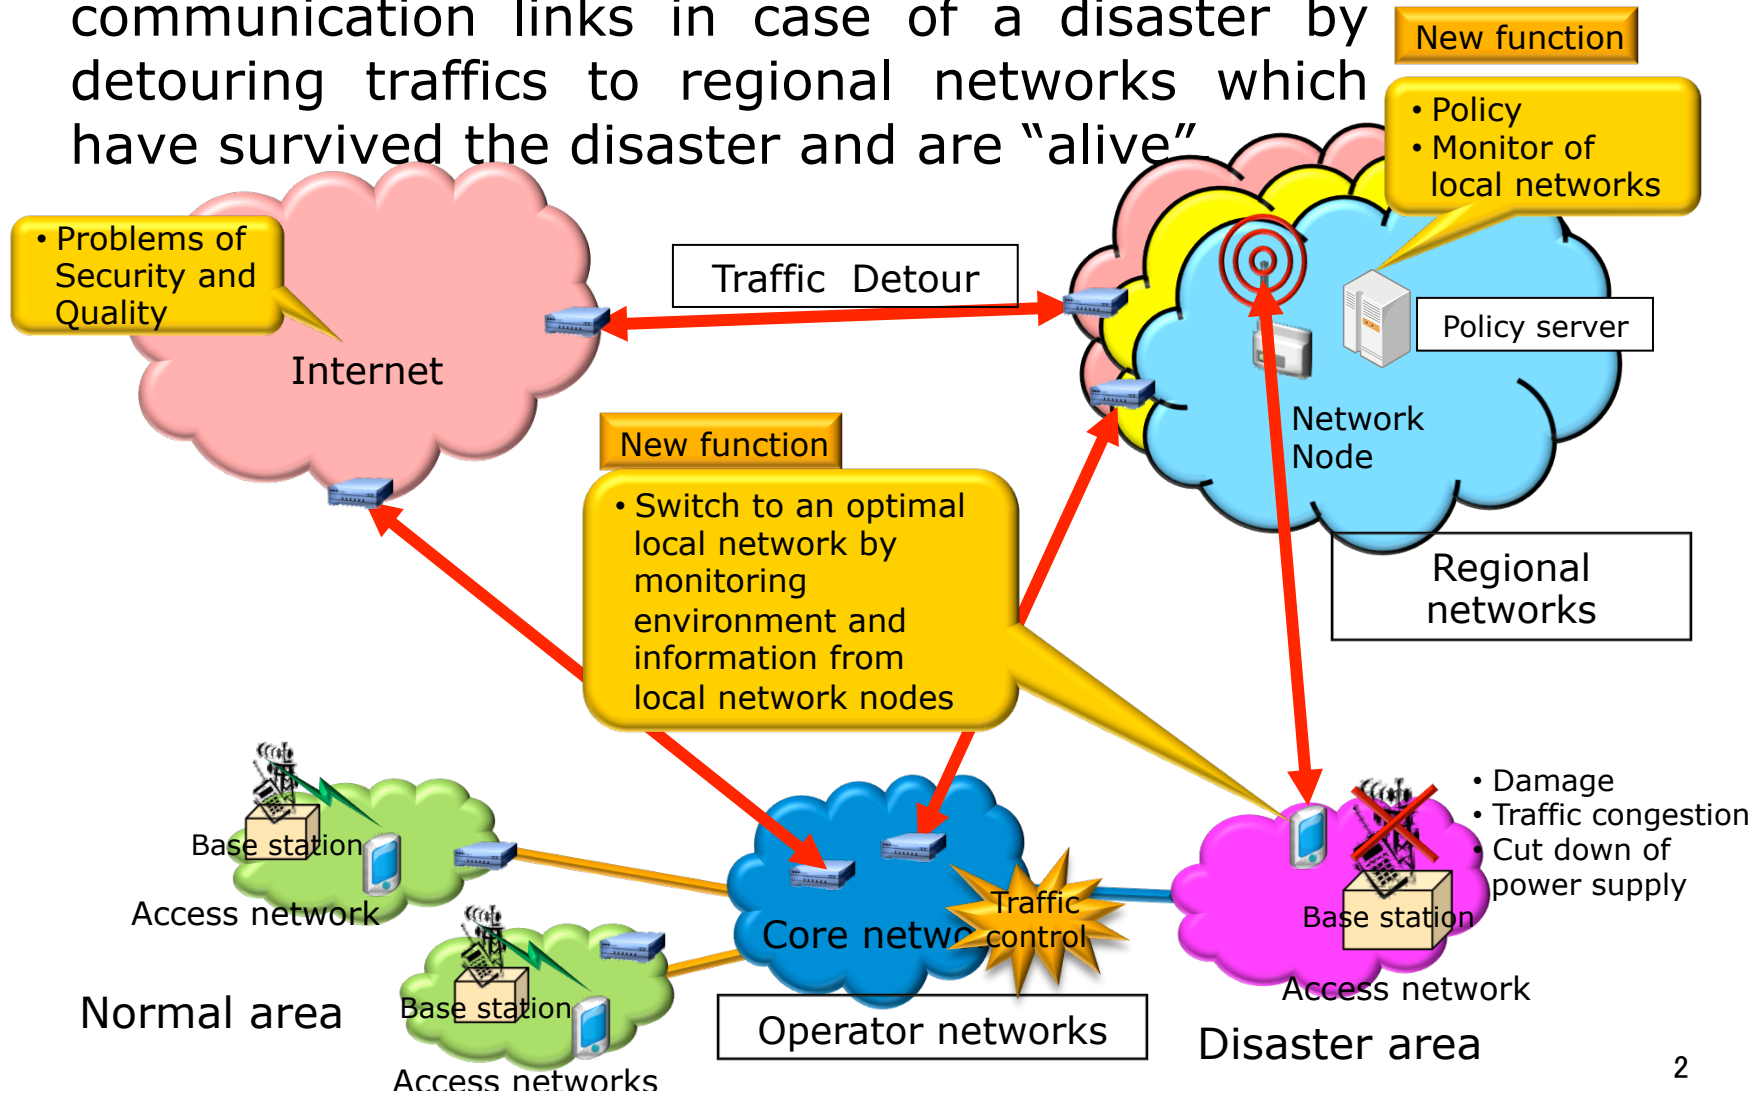 communication links in case of a disaster by
detouring traffics to regional networks which
have survived the disaster and are “alive”.
New function
• Policy
• Monitor of
local networks
• Problems of
Security and
Quality
Traffic Detour
Internet
Policy server
Network
Node
New function
• Switch to an optimal
local network by
monitoring
environment and
information from
local network nodes
Regional
networks
Base station
Access network
Base station
Access networks
Normal area
Core netwo
Traffic
control
Operator networks
• Damage
• Traffic congestion
• Cut down of
power supply
Base station
Access network
Disaster area
2